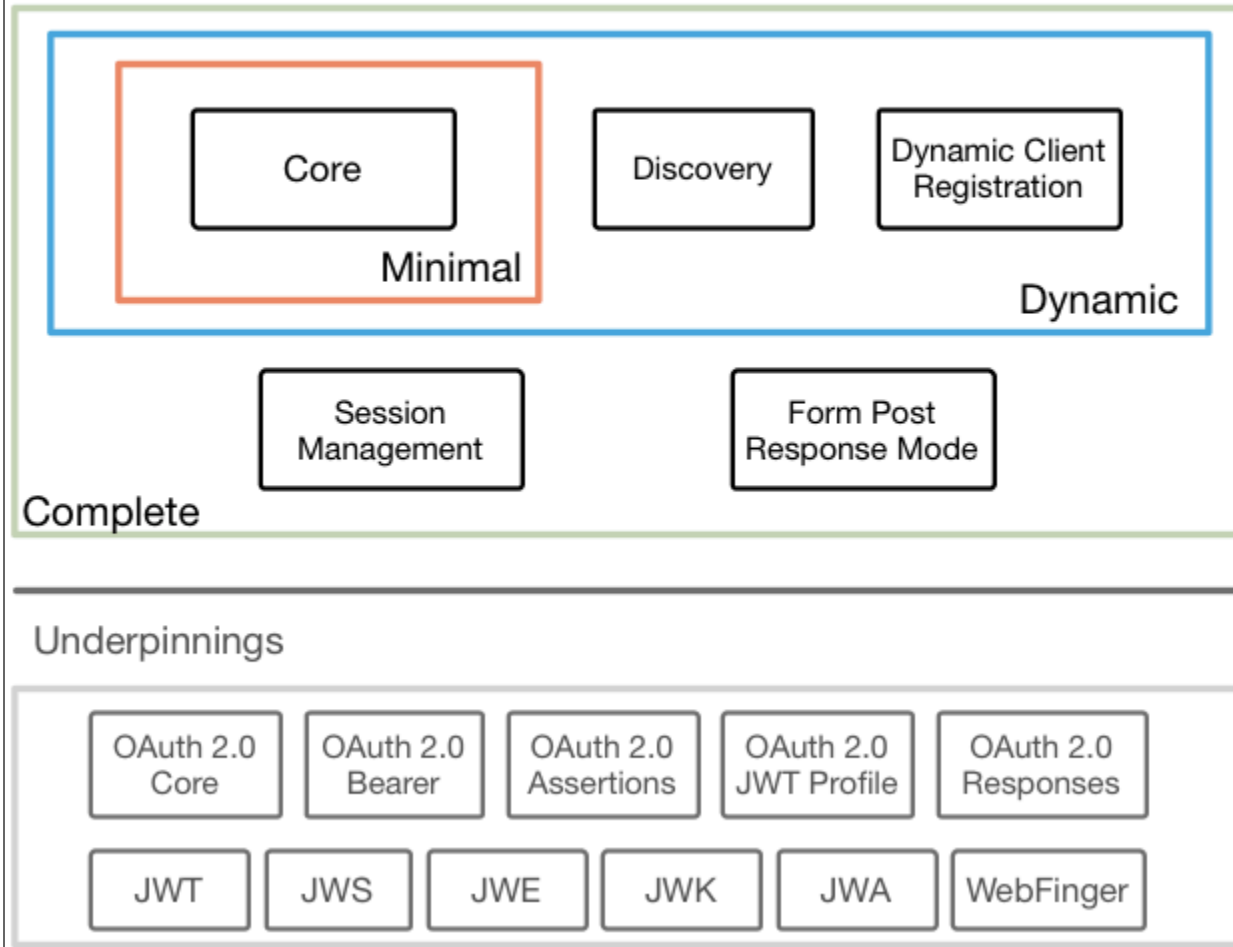 Core
Discovery
Dynamic Client
Registration
Minimal
Dynamic
Session
Management
Form Post
Response Mode
Complete
Underpinnings
OAuth 2.0
Core
OAuth 2.0
Bearer
OAuth 2.0
Assertions
OAuth 2.0
JWT Profile
OAuth 2.0
Responses
JWT
JWS
JWE
JWK
JWA
WebFinger